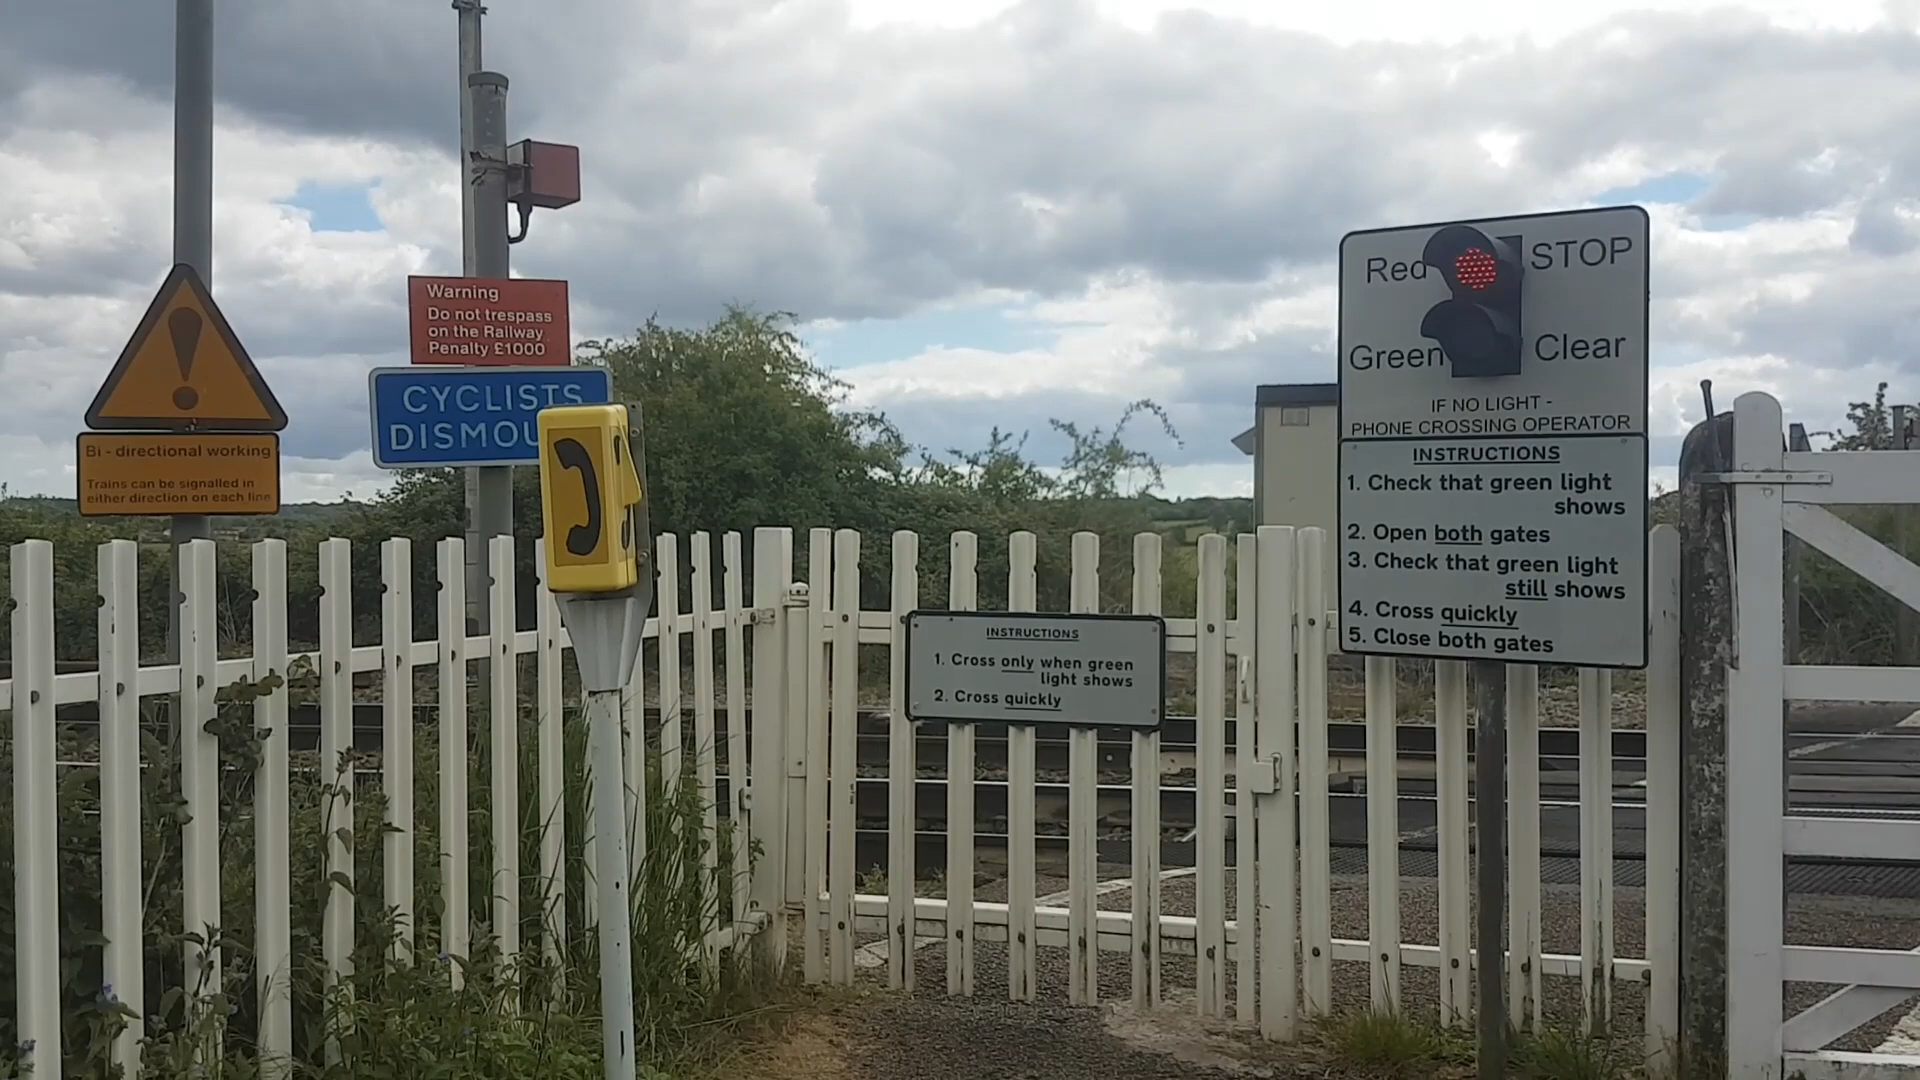 Warning
Do not trespass
on the Railway
Penalty £1000
CYCLISTS
Bi - directional working
Trains can be signalled in
either direction on each line
Red STOP
Green Clear
IF NO LIGHT -
PHONE CROSSING OPERATOR
INSTRUCTIONS
1. Check that green light
shows
2. Open both gates
3. Check that green light
still shows
4. Cross quickly
5. Close both gates
INSTRUCTIONS
1. Cross only when green
light shows
2. Cross quickly